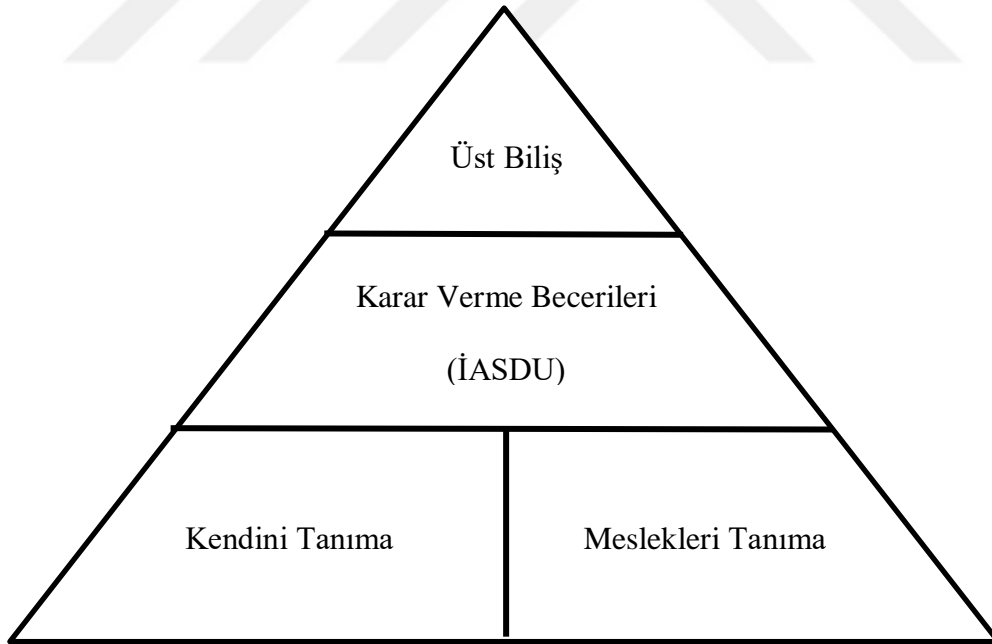 Üst Biliş
Karar Verme Becerileri
(İASDU)
Kendini Tanıma
Meslekleri Tanıma